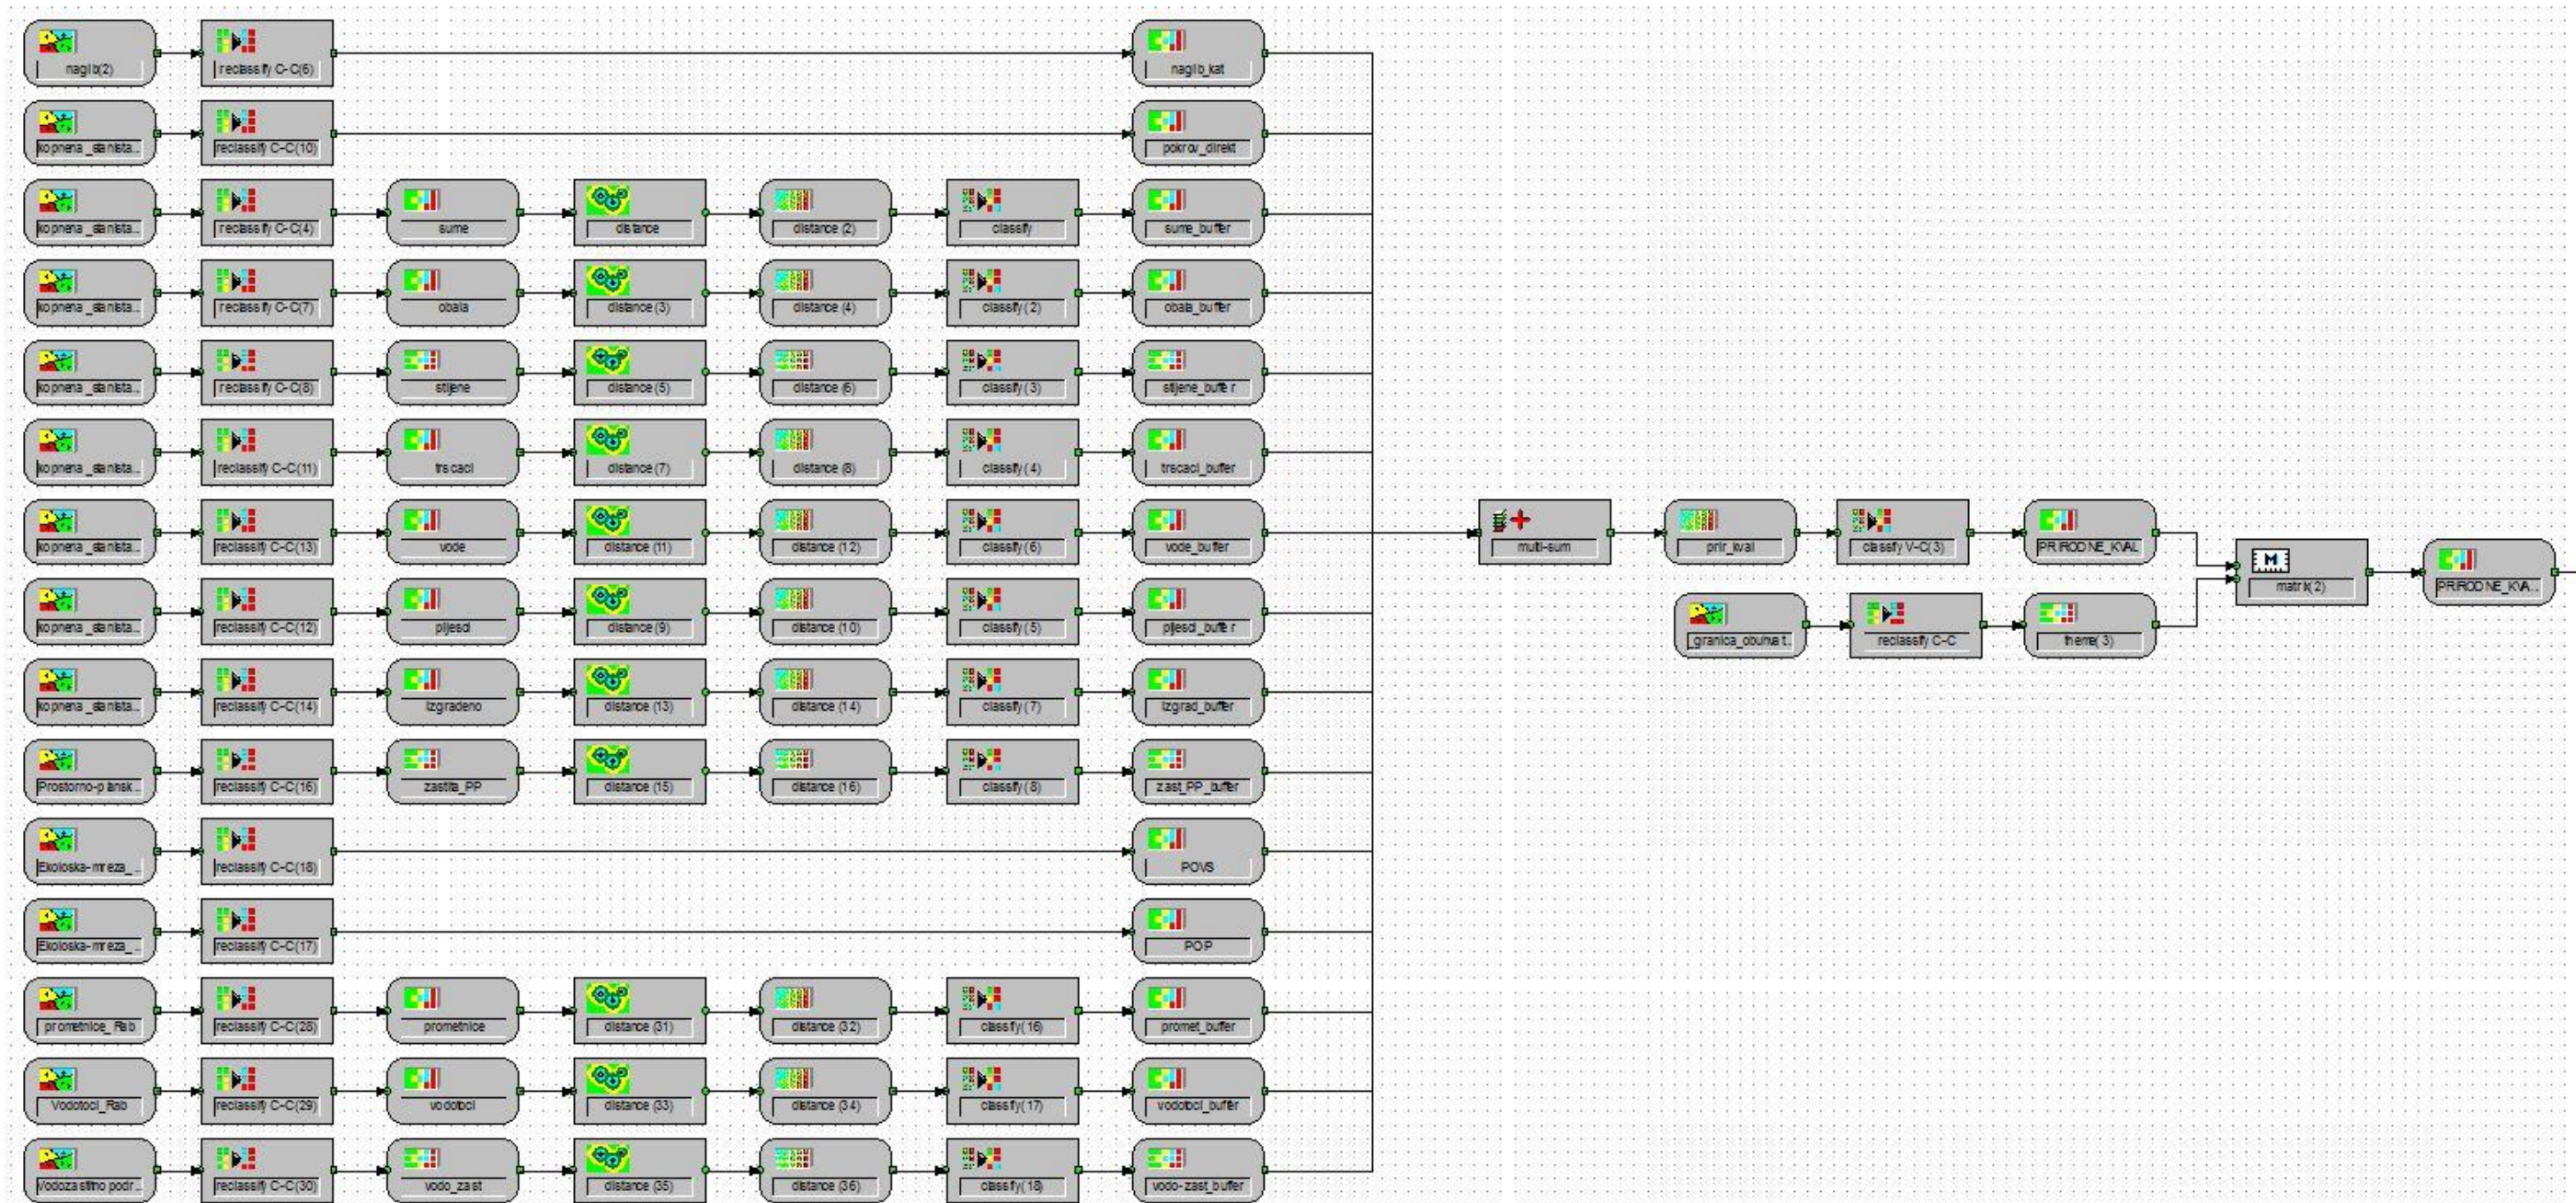 nagib(2) reclassify C-C(6) nagib_kat
kopnena_stanista... reclassify C-C(10) pokrov_direkt
kopnena_stanista... reclassify C-C(4) sume distance distance (2) classify sume_buffer
kopnena_stanista... reclassify C-C(7) obala distance (3) distance (4) classify (2) obala_buffer
kopnena_stanista... reclassify C-C(8) stijene distance (5) distance (6) classify (3) stijene_buffer
kopnena_stanista... reclassify C-C(11) trscaci distance (7) distance (8) classify (4) trscaci_buffer
kopnena_stanista... reclassify C-C(13) vode distance (11) distance (12) classify (6) vode_buffer multi-sum prir_kval classify V-C(3) PRIRODNE_KVAL
matrix(2) PRIRODNE_KVA...
kopnena_stanista... reclassify C-C(12) pijesci distance (9) distance (10) classify (5) pijesci_buffer
_granica_obuhvat... reclassify C-C theme(3)
kopnena_stanista... reclassify C-C(14) izgradeno distance (13) distance (14) classify (7) izgrad_buffer
Prostorno-plansk... reclassify C-C(16) zastita_PP distance (15) distance (16) classify (8) zast_PP_buffer
Ekoloska-mreza_... reclassify C-C(18) POVS
Ekoloska-mreza_... reclassify C-C(17) POP
prometnice_Rab reclassify C-C(28) prometnice distance (31) distance (32) classify(16) promet_buffer
Vodotoci_Rab reclassify C-C(29) vodotoci distance (33) distance (34) classify(17) vodotoci_buffer
Vodozastitno podr... reclassify C-C(30) vodo_zast distance (35) distance (36) classify(18) vodo-zast_buffer